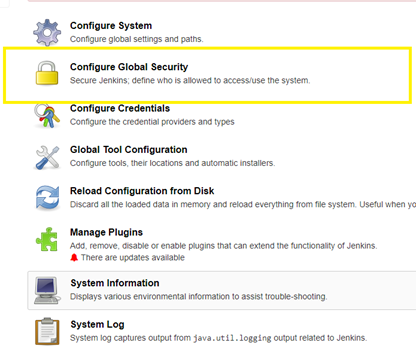 Configure System
Configure global settings and paths.
Configure Global Security
Secure Jenkins; define who is allowed to access/use the system.
Configure Credentials
Configure the credential providers and types
Global Tool Configuration
Configure tools, their locations and automatic installers.
Reload Configuration from Disk
Discard all the loaded data in memory and reload everything from file system. Useful when
Manage Plugins
Add, remove, disable or enable plugins that can extend the functionality of Jenkins.
There are updates available
System Information
Displays various environmental information to assist trouble-shooting.
System Log
System log captures output from java.util.logging output related to Jenkins.